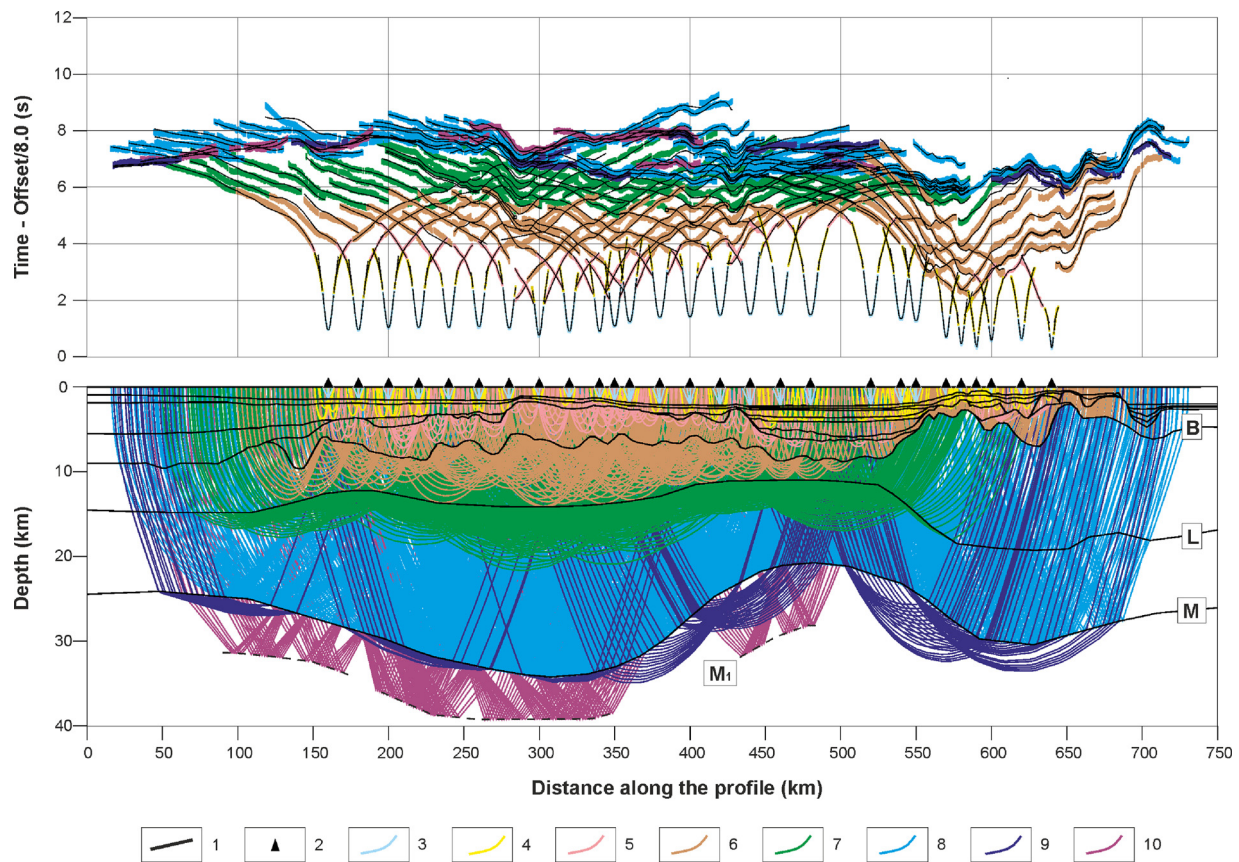 12
10
8
6
4
2
0
Time - Offset/8.0 (s)
0
10
20
30
40
Depth (km)
B
L
M
M1
0 50 100 150 200 250 300 350 400 450 500 550 600 650 700 750
Distance along the profile (km)
1 2 3 4 5 6 7 8 9 10